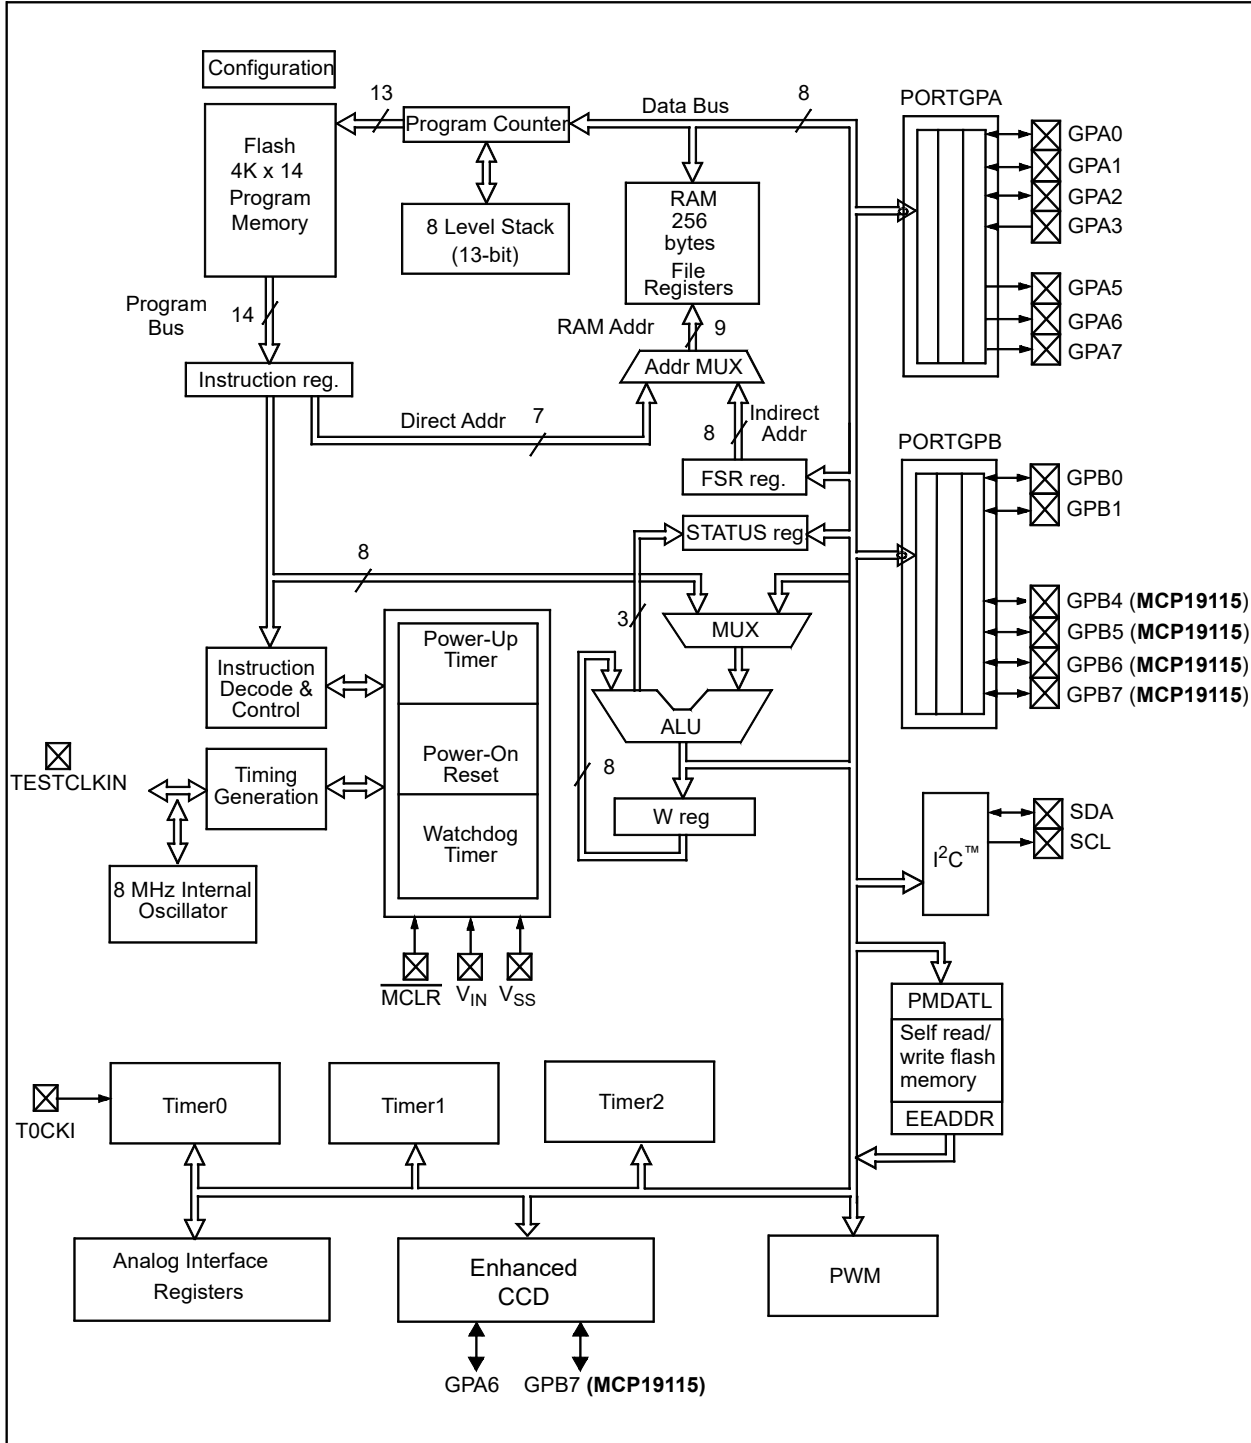 Configuration
13
Program Counter
Data Bus
8
PORTGPA
Flash
4K x 14
Program
Memory
8 Level Stack
(13-bit)
RAM
256
bytes
File
Registers
GPA0
GPA1
GPA2
GPA3
GPA5
GPA6
GPA7
Program
Bus
14
RAM Addr
9
Addr MUX
Instruction reg.
Direct Addr
7
8
Indirect
Addr
FSR reg.
STATUS reg
PORTGPB
GPB0
GPB1
GPB4 (MCP19115)
GPB5 (MCP19115)
GPB6 (MCP19115)
GPB7 (MCP19115)
8
3
MUX
ALU
8
W reg
Instruction
Decode &
Control
Power-Up
Timer
Power-On
Reset
Watchdog
Timer
TESTCLKIN
Timing
Generation
8 MHz Internal
Oscillator
MCLR
VIN
VSS
I2C™
SDA
SCL
PMDATL
Self read/
write flash
memory
EEADDR
T0CKI
Timer0
Timer1
Timer2
Analog Interface
Registers
Enhanced
CCD
PWM
GPA6
GPB7 (MCP19115)